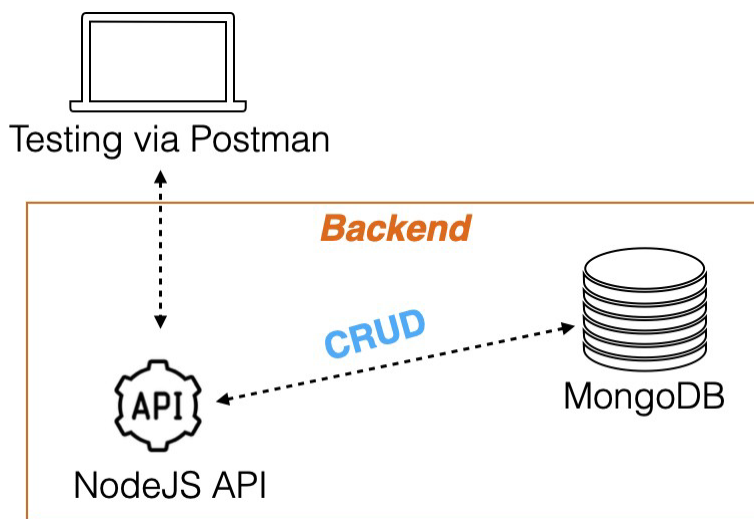 Testing via Postman
Backend
CRUD
MongoDB
API
NodeJS API